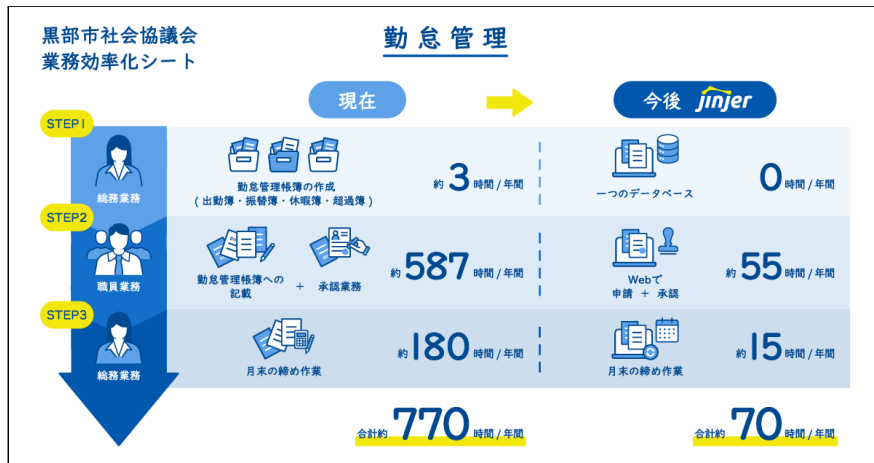 黒部市社会協議会
業務効率化シート
勤怠管理
現在
今後 jinjer
STEP1
総務業務
勤怠管理帳簿の作成
(出勤簿・振替簿・休暇簿・超過簿)
約3時間/年間
一つのデータベース
0時間/年間
STEP2
職員業務
勤怠管理帳簿への
記載
+
承認業務
約587時間/年間
Webで
申請 + 承認
約55時間/年間
STEP3
総務業務
月末の締め作業
約180時間/年間
月末の締め作業
約15時間/年間
合計約770時間/年間
合計約70時間/年間